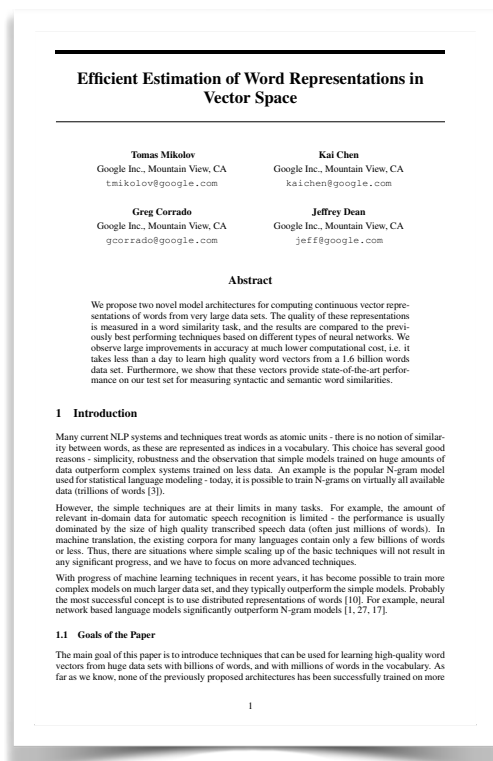 Efficient Estimation of Word Representations in
Vector Space
Tomas Mikolov
Google Inc., Mountain View, CA
tmikolov@google.com
Kai Chen
Google Inc., Mountain View, CA
kaichen@google.com
Greg Corrado
Google Inc., Mountain View, CA
gcorrado@google.com
Jeffrey Dean
Google Inc., Mountain View, CA
jeff@google.com
Abstract
We propose two novel model architectures for computing continuous vector repre-
sentations of words from very large data sets. The quality of these representations
is measured in a word similarity task, and the results are compared to the previ-
ously best performing techniques based on different types of neural networks. We
observe large improvements in accuracy at much lower computational cost, i.e. it
takes less than a day to learn high quality word vectors from a 1.6 billion words
data set. Furthermore, we show that these vectors provide state-of-the-art perfor-
mance on our test set for measuring syntactic and semantic word similarities.
1 Introduction
Many current NLP systems and techniques treat words as atomic units - there is no notion of similar-
ity between words, as these are represented as indices in a vocabulary. This choice has several good
reasons - simplicity, robustness and the observation that simple models trained on huge amounts of
data outperform complex systems trained on less data. An example is the popular N-gram model
used for statistical language modeling - today, it is possible to train N-grams on virtually all available
data (trillions of words [3]).
However, the simple techniques are at their limits in many tasks. For example, the amount of
relevant in-domain data for automatic speech recognition is limited - the performance is usually
dominated by the size of high quality transcribed speech data (often just millions of words). In
machine translation, the existing corpora for many languages contain only a few billions of words
or less. Thus, there are situations where simple scaling up of the basic techniques will not result in
any significant progress, and we have to focus on more advanced techniques.
With progress of machine learning techniques in recent years, it has become possible to train more
complex models on much larger data set, and they typically outperform the simple models. Probably
the most successful concept is to use distributed representations of words [10]. For example, neural
network based language models significantly outperform N-gram models [1, 27, 17].
1.1 Goals of the Paper
The main goal of this paper is to introduce techniques that can be used for learning high-quality word
vectors from huge data sets with billions of words, and with millions of words in the vocabulary. As
far as we know, none of the previously proposed architectures has been successfully trained on more
1